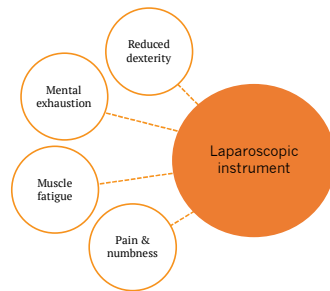 Reduced
dexterity
Mental
exhaustion
Laparoscopic
instrument
Muscle
fatigue
Pain &
numbness